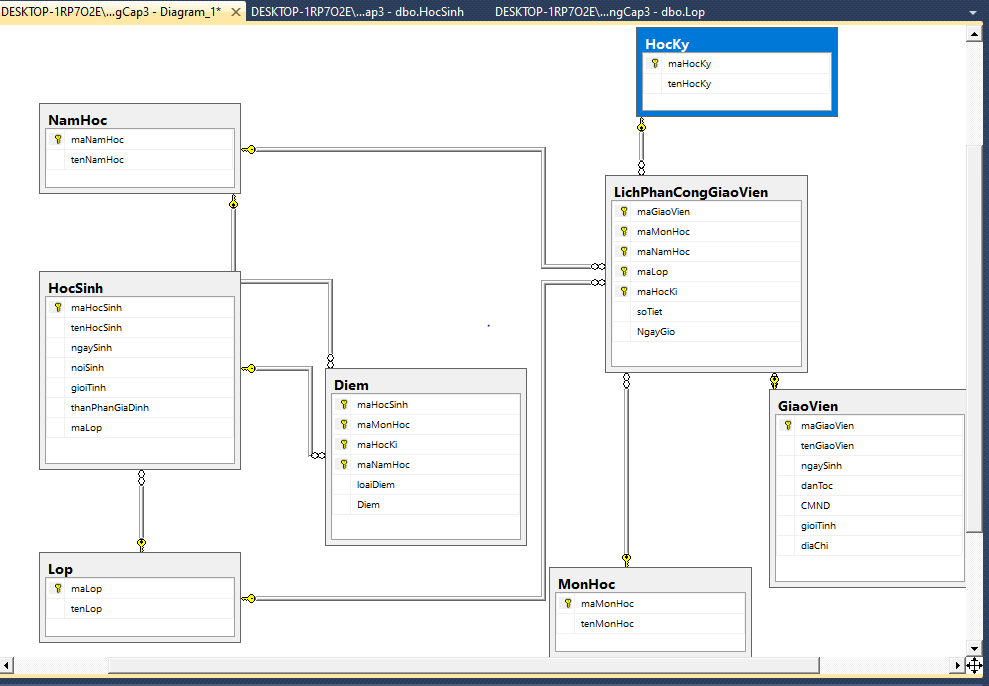 DESKTOP-1RP7O2E\...gCap3 - Diagram_1*
DESKTOP-1RP7O2E\...ap3 - dbo.HocSinh
DESKTOP-1RP7O2E\...ngCap3 - dbo.Lop
HocKy
maHocKy
tenHocKy
NamHoc
maNamHoc
tenNamHoc
LichPhanCongGiaoVien
maGiaoVien
maMonHoc
maNamHoc
maLop
maHocKi
soTiet
NgayGio
HocSinh
maHocSinh
tenHocSinh
ngaySinh
noiSinh
gioiTinh
thanPhanGiaDinh
maLop
Diem
maHocSinh
maMonHoc
maHocKi
maNamHoc
loaiDiem
Diem
GiaoVien
maGiaoVien
tenGiaoVien
ngaySinh
danToc
CMND
gioiTinh
diaChi
Lop
maLop
tenLop
MonHoc
maMonHoc
tenMonHoc